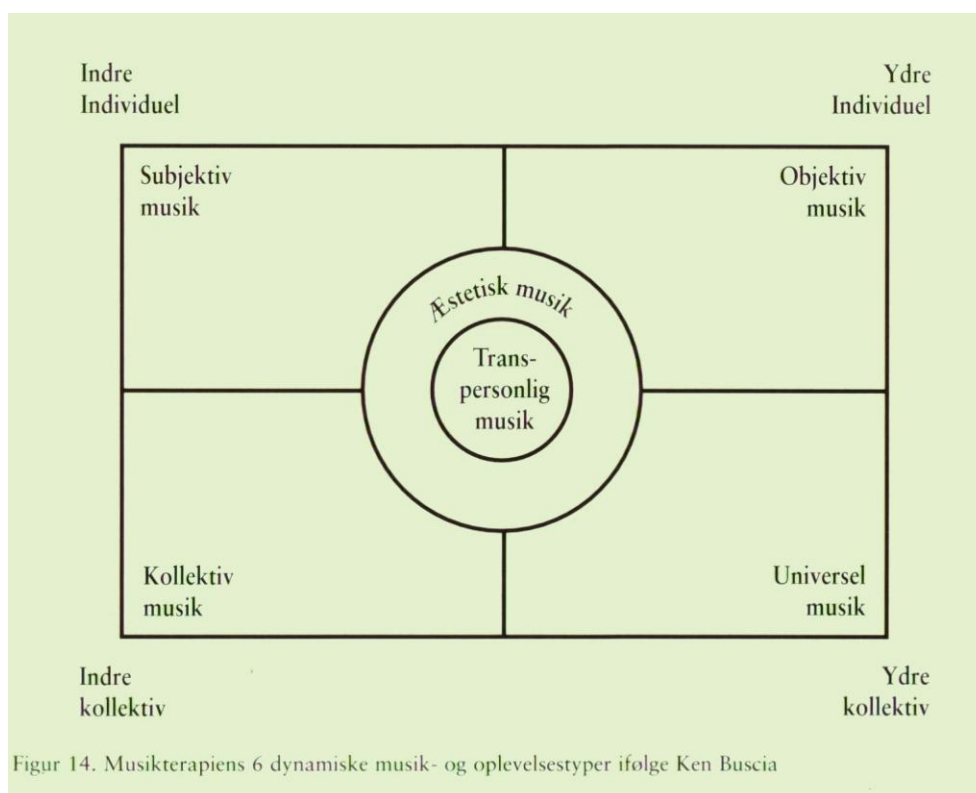 Indre
Individuel
Ydre
Individuel
Subjektiv
musik
Objektiv
musik
Æstetisk musik
Trans-
personlig
musik
Kollektiv
musik
Universel
musik
Indre
kollektiv
Ydre
kollektiv
Figur 14. Musikterapiens 6 dynamiske musik- og oplevelsestyper ifølge Ken Buscia